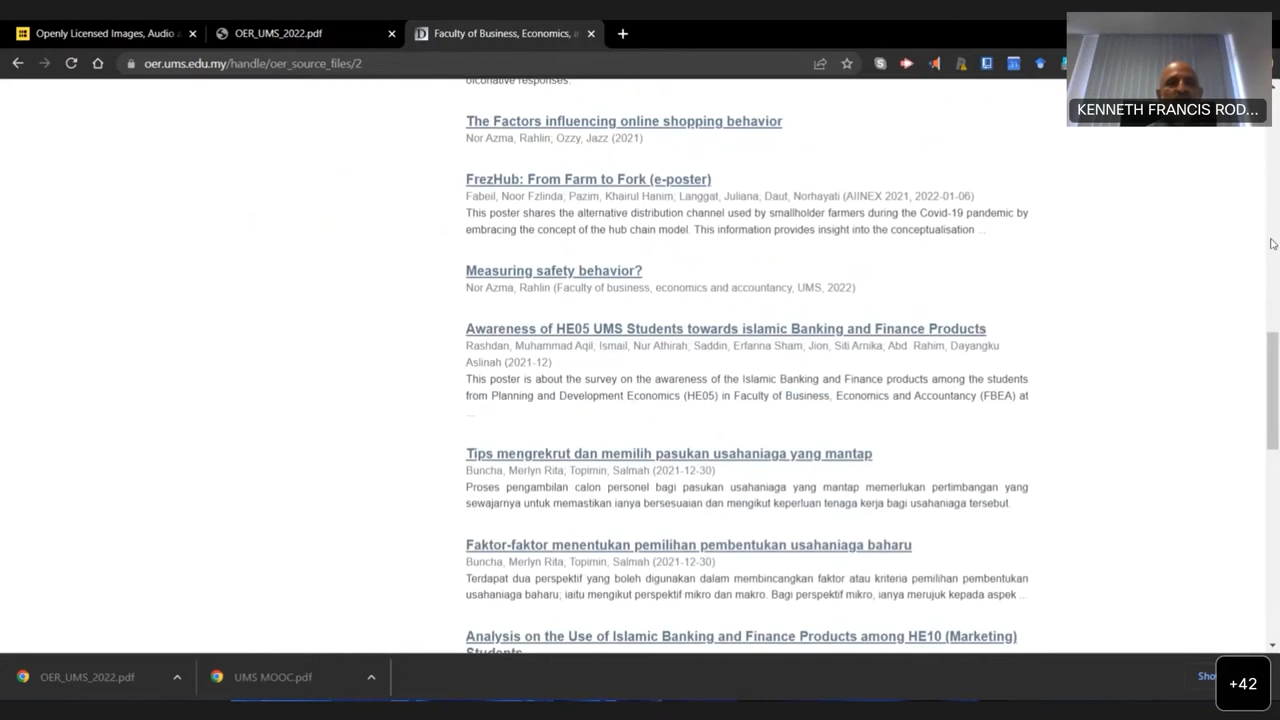 Openly Licensed Images, Audio
OER_UMS_2022.pdf
Faculty of Business, Economics, a
oer.ums.edu.my/handle/oer_source_files/2
KENNETH FRANCIS ROD...
olconative responses.
The Factors influencing online shopping behavior
Nor Azma, Rahlin; Ozzy, Jazz (2021)
FrezHub: From Farm to Fork (e-poster)
Fabeil, Noor Fzlinda, Pazim, Khairul Hanim, Langgat, Juliana, Daut, Norhayati (AIINEX 2021, 2022-01-06)
This poster shares the alternative distribution channel used by smallholder farmers during the Covid-19 pandemic by
embracing the concept of the hub chain model. This information provides insight into the conceptualisation ...
Measuring safety behavior?
Nor Azma, Rahlin (Faculty of business, economics and accountancy, UMS, 2022)
Awareness of HE05 UMS Students towards islamic Banking and Finance Products
Rashdan, Muhammad Aqil, Ismail, Nur Athirah, Saddin, Erfarina Sham, Jion, Siti Arnika, Abd Rahim, Dayangku
Aslinah (2021-12)
This poster is about the survey on the awareness of the Islamic Banking and Finance products among the students
from Planning and Development Economics (HE05) in Faculty of Business, Economics and Accountancy (FBEA) at
...
Tips mengrekrut dan memilih pasukan usahaniaga yang mantap
Buncha, Merlyn Rita, Topimin, Salmah (2021-12-30)
Proses pengambilan calon personel bagi pasukan usahaniaga yang mantap memerlukan pertimbangan yang
sewajarnya untuk memastikan ianya bersesuaian dan mengikut keperluan tenaga kerja bagi usahaniaga tersebut.
Faktor-faktor menentukan pemilihan pembentukan usahaniaga baharu
Buncha, Merlyn Rita, Topimin, Salmah (2021-12-30)
Terdapat dua perspektif yang boleh digunakan dalam membincangkan faktor atau kriteria pemilihan pembentukan
usahaniaga baharu; iaitu mengikut perspektif mikro dan makro. Bagi perspektif mikro, ianya merujuk kepada aspek ...
Analysis on the Use of Islamic Banking and Finance Products among HE10 (Marketing)
Students
OER_UMS_2022.pdf
UMS MOOC.pdf
Sho
+42